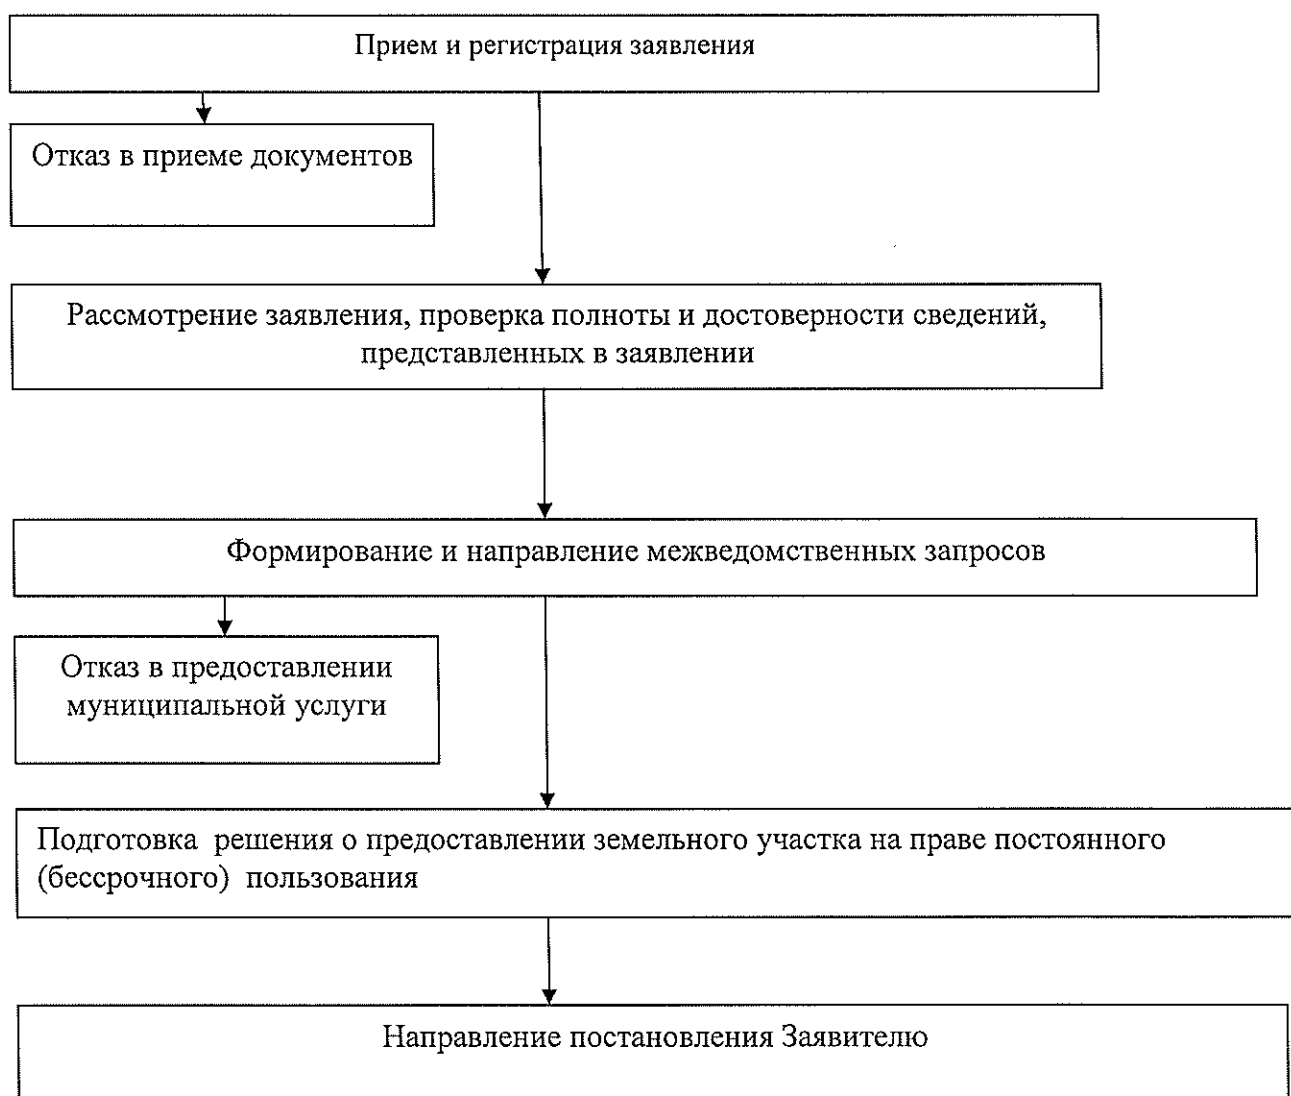 Прием и регистрация заявления
Отказ в приеме документов
Рассмотрение заявления, проверка полноты и достоверности сведений,
представленных в заявлении
Формирование и направление межведомственных запросов
Отказ в предоставлении
муниципальной услуги
Подготовка решения о предоставлении земельного участка на праве постоянного
(бессрочного) пользования
Направление постановления Заявителю